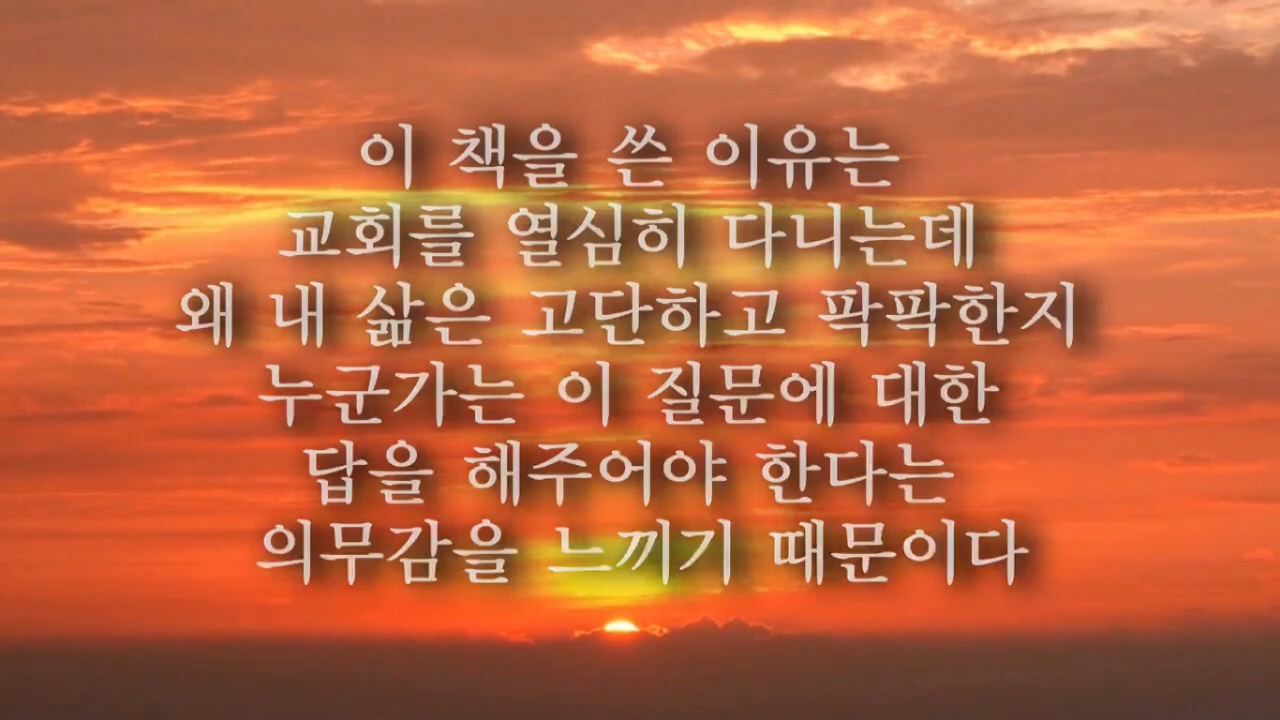 이 책을 쓴 이유는
교회를 열심히 다니는데
왜 내 삶은 고단하고 팍팍한지
누군가는 이 질문에 대한
답을 해주어야 한다는
의무감을 느끼기 때문이다